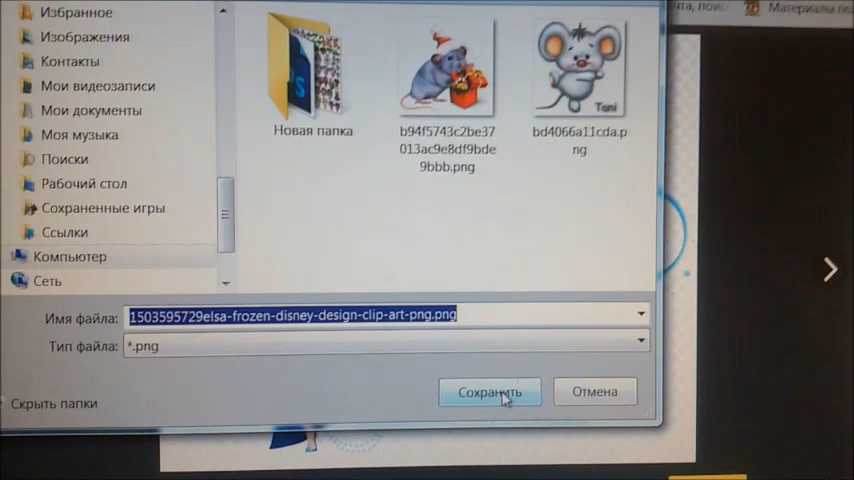 Избранное
Изображения
Контакты
Мои видеозаписи
Мои документы
Моя музыка
Поиски
Рабочий стол
Сохраненные игры
Ссылки
Компьютер
Сеть
Новая папка
b94f5743c2be37
013ac9e8df9bde
9bbb.png
Tani
bd4066a11cda.p
ng
Материалы
Имя файла:
1503595729elsa-frozen-disney-design-clip-art-png.png
Тип файла:
*.png
Скрыть папки
Сохранить
Отмена